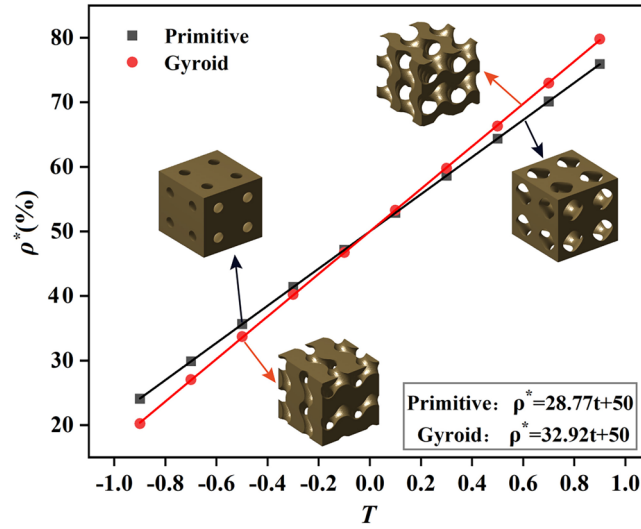 80
70
60
50
40
30
20
ρ*(%)
Primitive
Gyroid
Primitive： ρ*=28.77t+50
Gyroid： ρ*=32.92t+50
-1.0 -0.8 -0.6 -0.4 -0.2 0.0 0.2 0.4 0.6 0.8 1.0
T